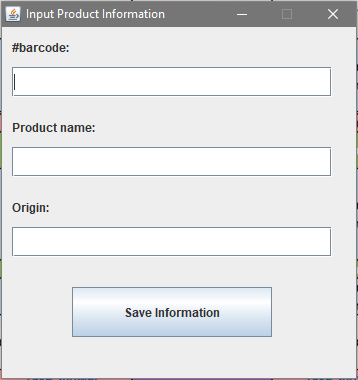 Input Product Information
#barcode:
Product name:
Origin:
Save Information